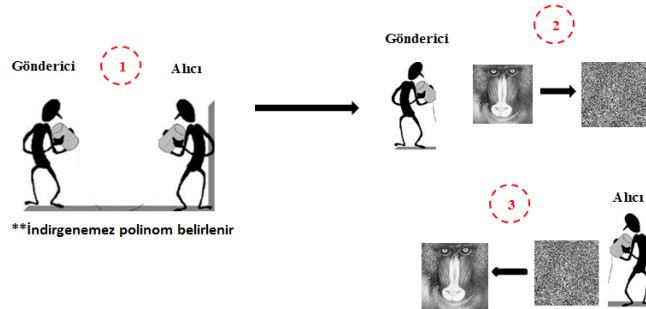 Gönderici
1
Alıcı
**İndirgenemez polinom belirlenir
Gönderici
2
3
Alıcı